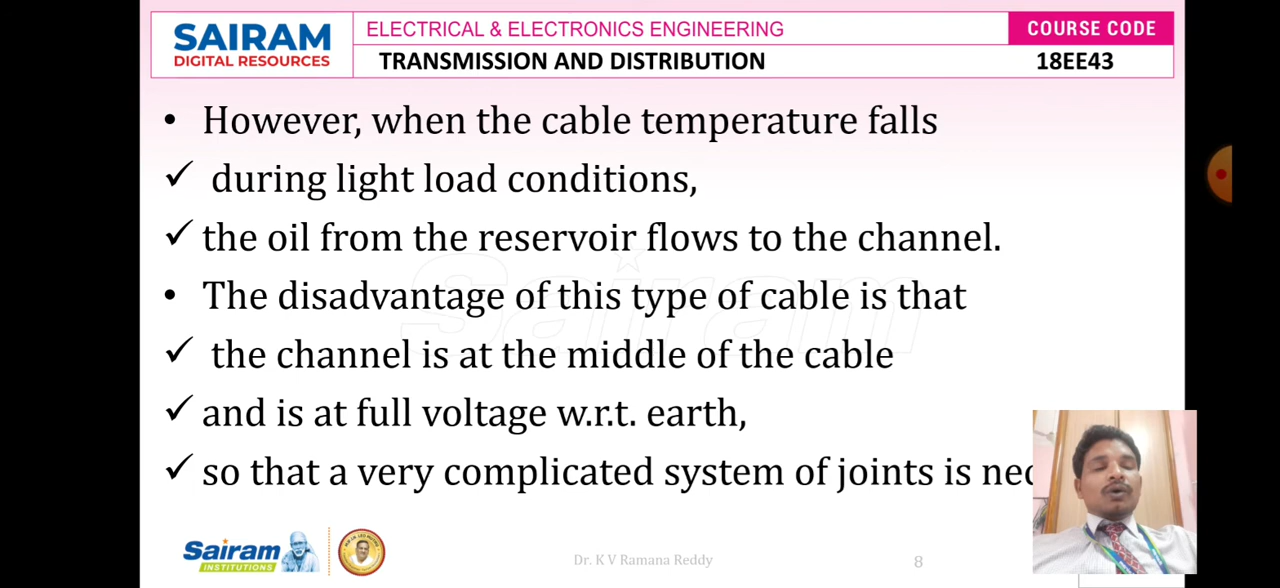 SAIRAM
DIGITAL RESOURCES
ELECTRICAL & ELECTRONICS ENGINEERING
COURSE CODE
TRANSMISSION AND DISTRIBUTION
18EE43
• However, when the cable temperature falls
✓ during light load conditions,
✓ the oil from the reservoir flows to the channel.
• The disadvantage of this type of cable is that
✓ the channel is at the middle of the cable
✓ and is at full voltage w.r.t. earth,
✓ so that a very complicated system of joints is nec
Sairam
Sairam
INSTITUTIONS
Dr. K V Ramana Reddy
8